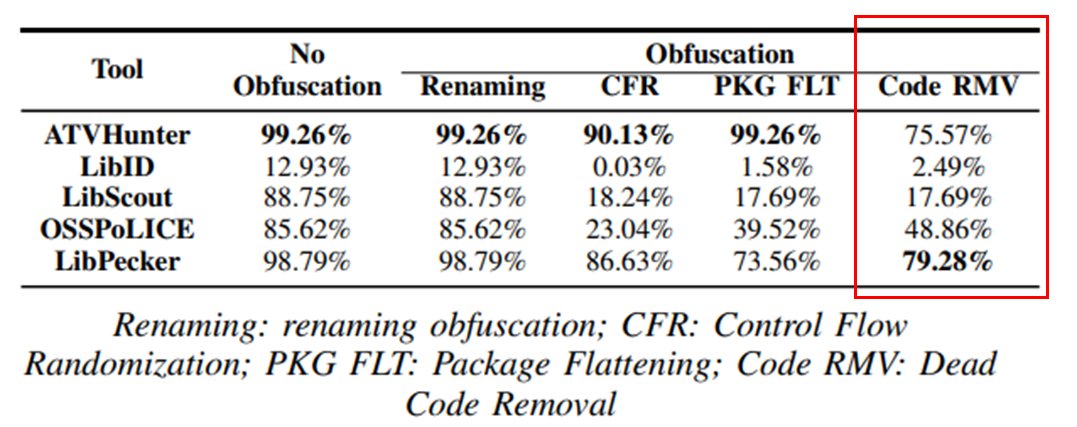 Tool No Obfuscation Obfuscation
Renaming CFR PKG FLT Code RMV
ATVHunter 99.26% 99.26% 90.13% 99.26% 75.57%
LibID 12.93% 12.93% 0.03% 1.58% 2.49%
LibScout 88.75% 88.75% 18.24% 17.69% 17.69%
OSSPoLICE 85.62% 85.62% 23.04% 39.52% 48.86%
LibPecker 98.79% 98.79% 86.63% 73.56% 79.28%
Renaming: renaming obfuscation; CFR: Control Flow
Randomization; PKG FLT: Package Flattening; Code RMV: Dead
Code Removal